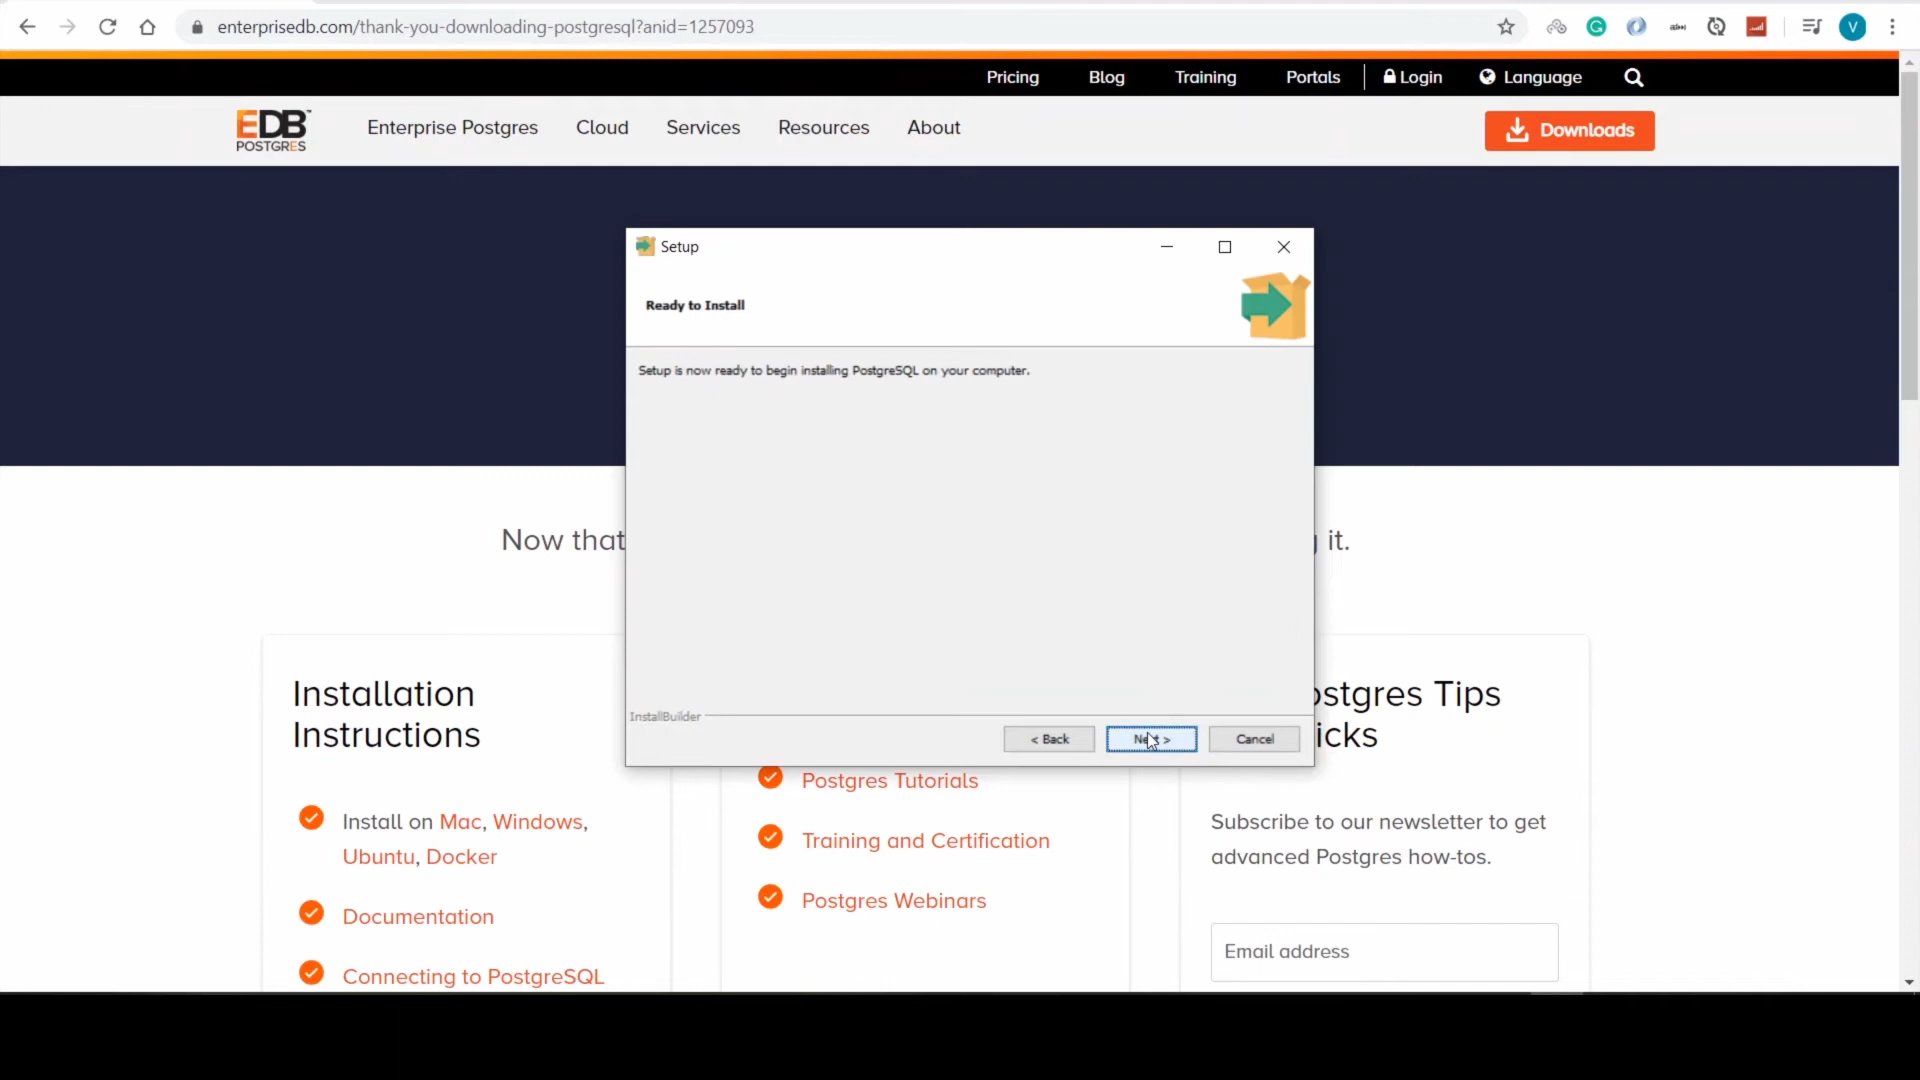 enterprisedb.com/thank-you-downloading-postgresql?anid=1257093
V
Pricing Blog Training Portals Login Language
EDB™
POSTGRES
Enterprise Postgres Cloud Services Resources About
Downloads
Setup
Ready to Install
Setup is now ready to begin installing PostgreSQL on your computer.
InstallBuilder
< Back Next > Cancel
Now that it.
Installation
Instructions
Install on Mac, Windows,
Ubuntu, Docker
Documentation
Connecting to PostgreSQL
Postgres Tutorials
Training and Certification
Postgres Webinars
ostgres Tips
icks
Subscribe to our newsletter to get
advanced Postgres how-tos.
Email address